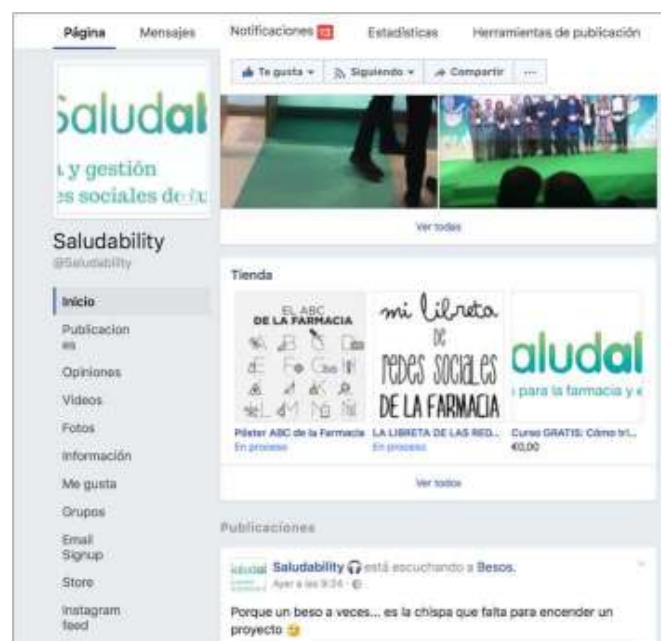 Página Mensajes Notificaciones 13 Estadísticas Herramientas de publicación
Te gusta Siguiendo Compartir ...
Saludal
a y gestión
es sociales de fa
Saludability
@Saludability
Inicio
Publicacion
es
Opiniones
Videos
Fotos
Información
Me gusta
Grupos
Email
Signup
Store
Instagram
feed
Ver todas
Tienda
EL ABC
DE LA FARMACIA
mi libreta
DE
REDES SOCIALES
DE LA FARMACIA
aludal
para la farmacia y e
Póster ABC de la Farmacia
En proceso
LA LIBRETA DE LAS RED...
En proceso
Curso GRATIS: Cómo tri...
€0,00
Ver todos
Publicaciones
Saludability está escuchando a Besos.
Ayer a las 9:24
Porque un beso a veces... es la chispa que falta para encender un
proyecto